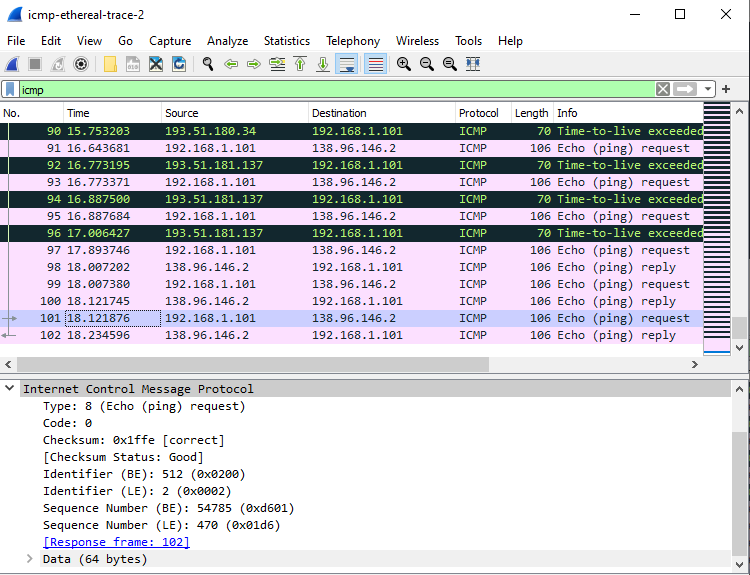 icmp-ethereal-trace-2
File Edit View Go Capture Analyze Statistics Telephony Wireless Tools Help
icmp
No. Time Source Destination Protocol Length Info
90 15.753203 193.51.180.34 192.168.1.101 ICMP 70 Time-to-live exceeded
91 16.643681 192.168.1.101 138.96.146.2 ICMP 106 Echo (ping) request
92 16.773195 193.51.181.137 192.168.1.101 ICMP 70 Time-to-live exceeded
93 16.773371 192.168.1.101 138.96.146.2 ICMP 106 Echo (ping) request
94 16.887500 193.51.181.137 192.168.1.101 ICMP 70 Time-to-live exceeded
95 16.887684 192.168.1.101 138.96.146.2 ICMP 106 Echo (ping) request
96 17.006427 193.51.181.137 192.168.1.101 ICMP 70 Time-to-live exceeded
97 17.893746 192.168.1.101 138.96.146.2 ICMP 106 Echo (ping) request
98 18.007202 138.96.146.2 192.168.1.101 ICMP 106 Echo (ping) reply
99 18.007380 192.168.1.101 138.96.146.2 ICMP 106 Echo (ping) request
100 18.121745 138.96.146.2 192.168.1.101 ICMP 106 Echo (ping) reply
101 18.121876 192.168.1.101 138.96.146.2 ICMP 106 Echo (ping) request
102 18.234596 138.96.146.2 192.168.1.101 ICMP 106 Echo (ping) reply
Internet Control Message Protocol
Type: 8 (Echo (ping) request)
Code: 0
Checksum: 0x1ffe [correct]
[Checksum Status: Good]
Identifier (BE): 512 (0x0200)
Identifier (LE): 2 (0x0002)
Sequence Number (BE): 54785 (0xd601)
Sequence Number (LE): 470 (0x01d6)
[Response frame: 102]
Data (64 bytes)